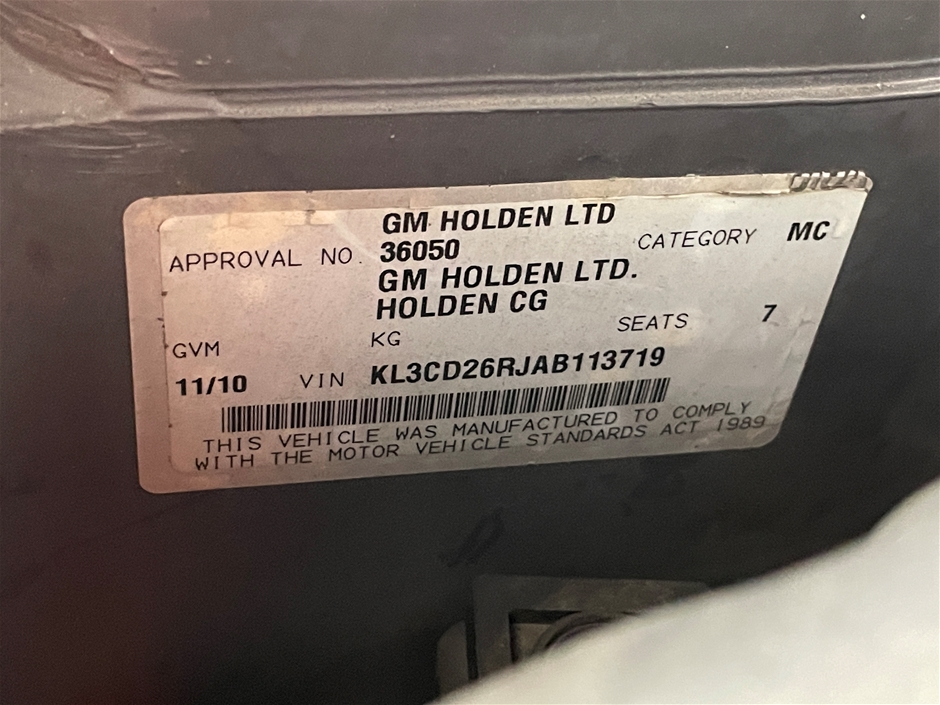 GM HOLDEN LTD
APPROVAL NO. 36050 CATEGORY MC
GM HOLDEN LTD.
HOLDEN CG
GVM KG SEATS 7
11/10 VIN KL3CD26RJAB113719
THIS VEHICLE WAS MANUFACTURED TO COMPLY
WITH THE MOTOR VEHICLE STANDARDS ACT 1989